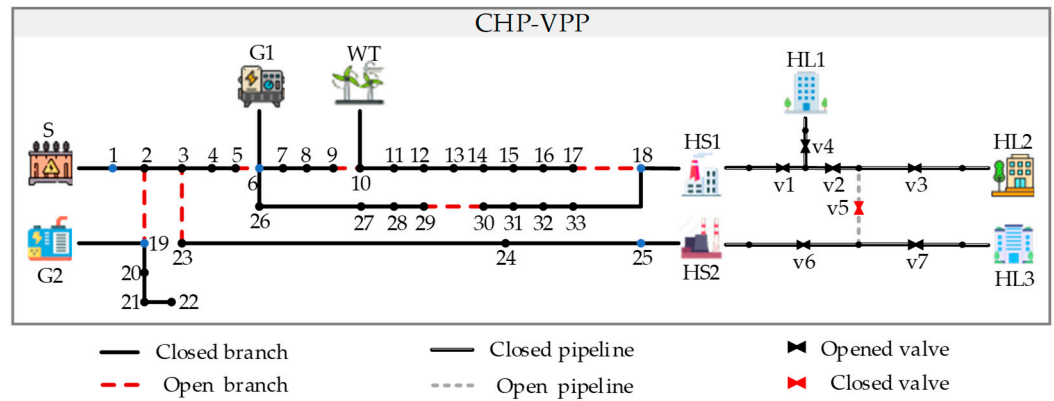 CHP-VPP
G1 WT HL1
S 1 2 3 4 5 6 7 8 9 10 11 12 13 14 15 16 17 18 HS1 v1 v4 v2 v3 HL2
26 27 28 29 30 31 32 33 v5
G2 19 23 24 25 HS2 v6 v7 HL3
20
21 22
Closed branch Closed pipeline Opened valve
Open branch Open pipeline Closed valve